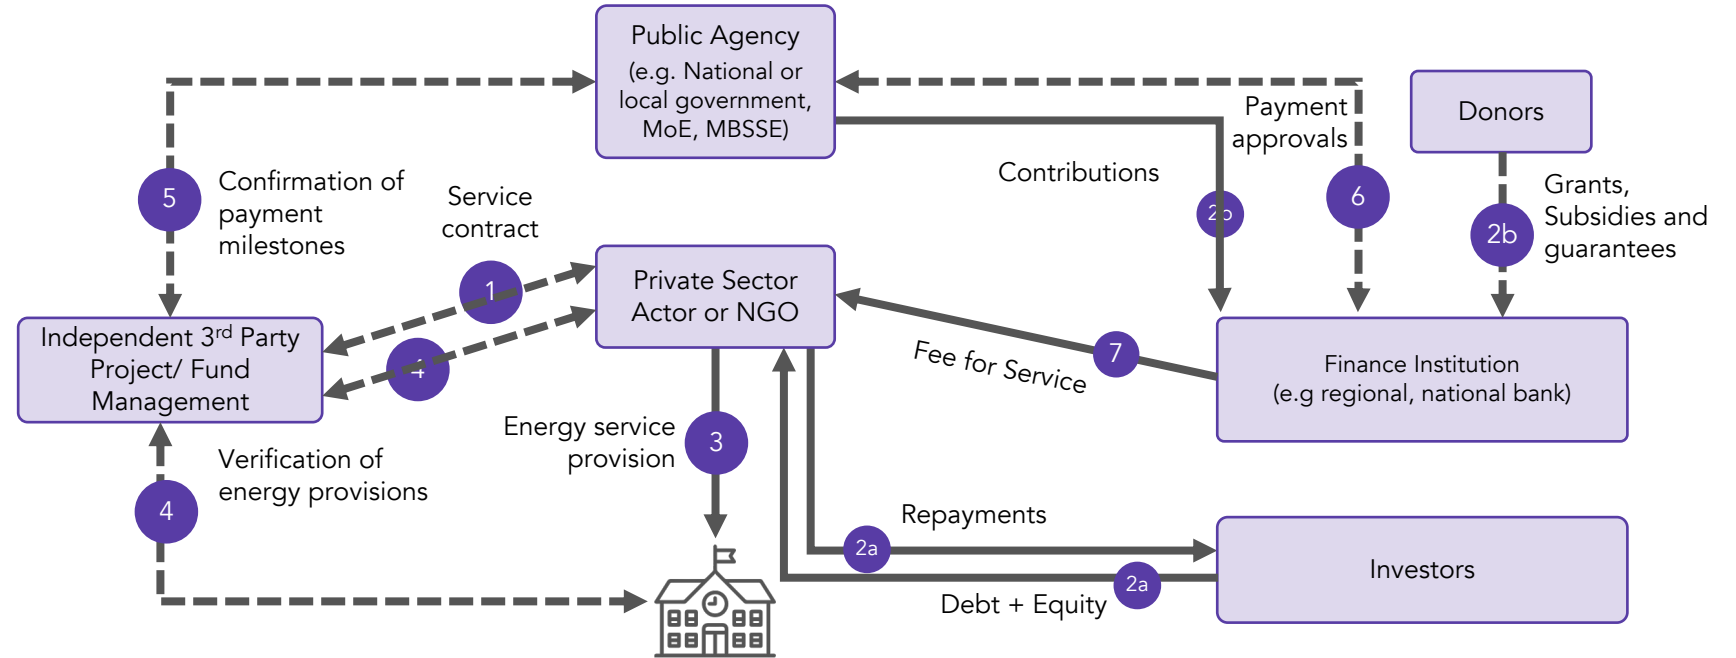 Public Agency
(e.g. National or
local government,
MoE, MBSSE)
Donors
Payment
approvals
Contributions
5
Confirmation of
payment
milestones
Service
contract
6
2b
2b
Grants,
Subsidies and
guarantees
1
Private Sector
Actor or NGO
Independent 3rd Party
Project/ Fund
Management
4
7
Fee for Service
Finance Institution
(e.g regional, national bank)
Energy service
provision
3
Verification of
energy provisions
4
Repayments
2a
2a
Debt + Equity
Investors